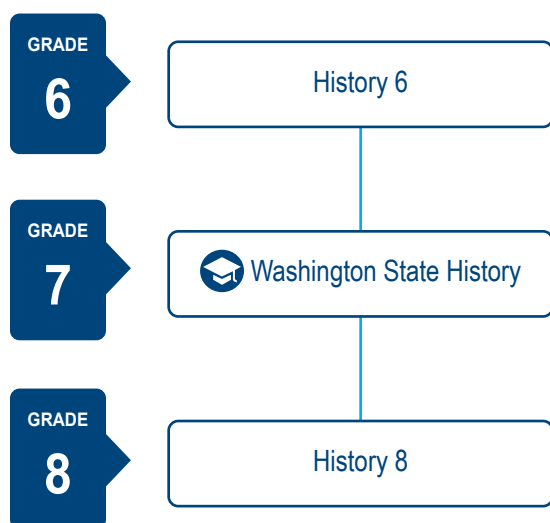 GRADE
6
History 6
GRADE
7
Washington State History
GRADE
8
History 8